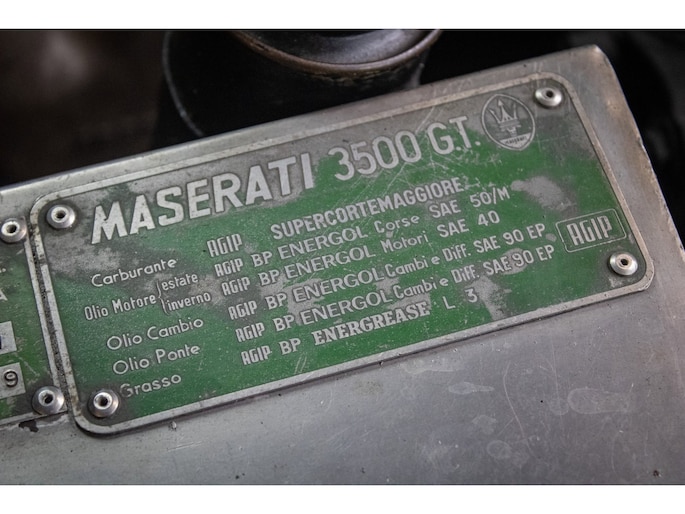 MASERATI 3500 G.T.
Carburante AGIP SUPERCORTEMAGGIORE
Olio Motore estate AGIP BP ENERGOL Corse SAE 50/M
inverno AGIP BP ENERGOL Motori SAE 40
Olio Cambio AGIP BP ENERGOL Cambi e Diff. SAE 90 EP
Olio Ponte AGIP BP ENERGOL Cambi e Diff. SAE 90 EP
Grasso AGIP BP ENERGREASE L. 3
AGIP
9